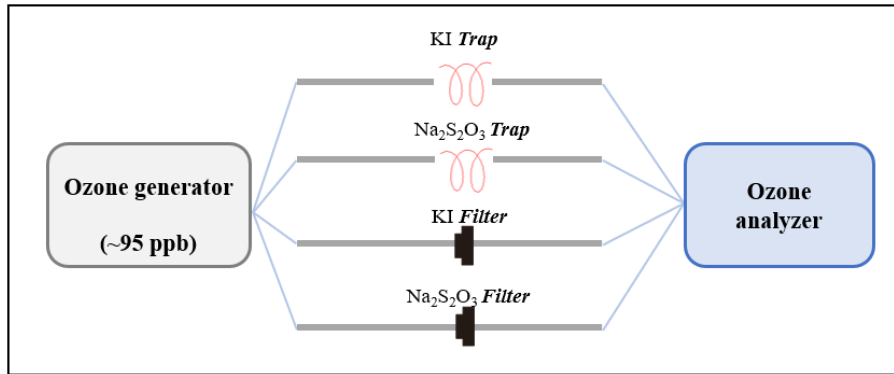 KI Trap
Na₂S₂O₃ Trap
Ozone generator
(~95 ppb)
KI Filter
Ozone
analyzer
Na₂S₂O₃ Filter